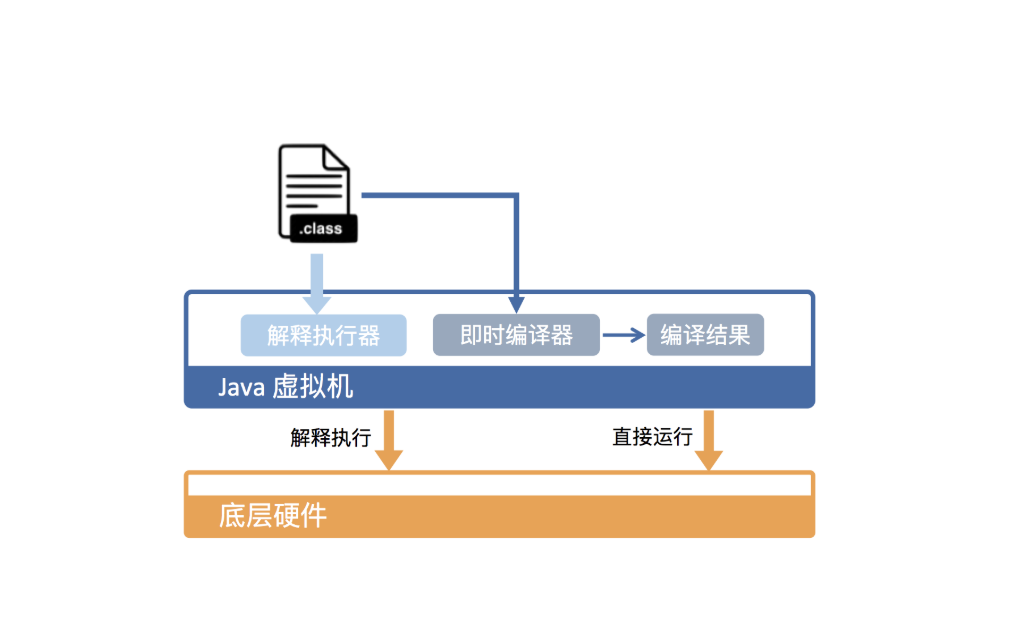 .class
解释执行器
即时编译器
编译结果
Java 虚拟机
解释执行
直接运行
底层硬件